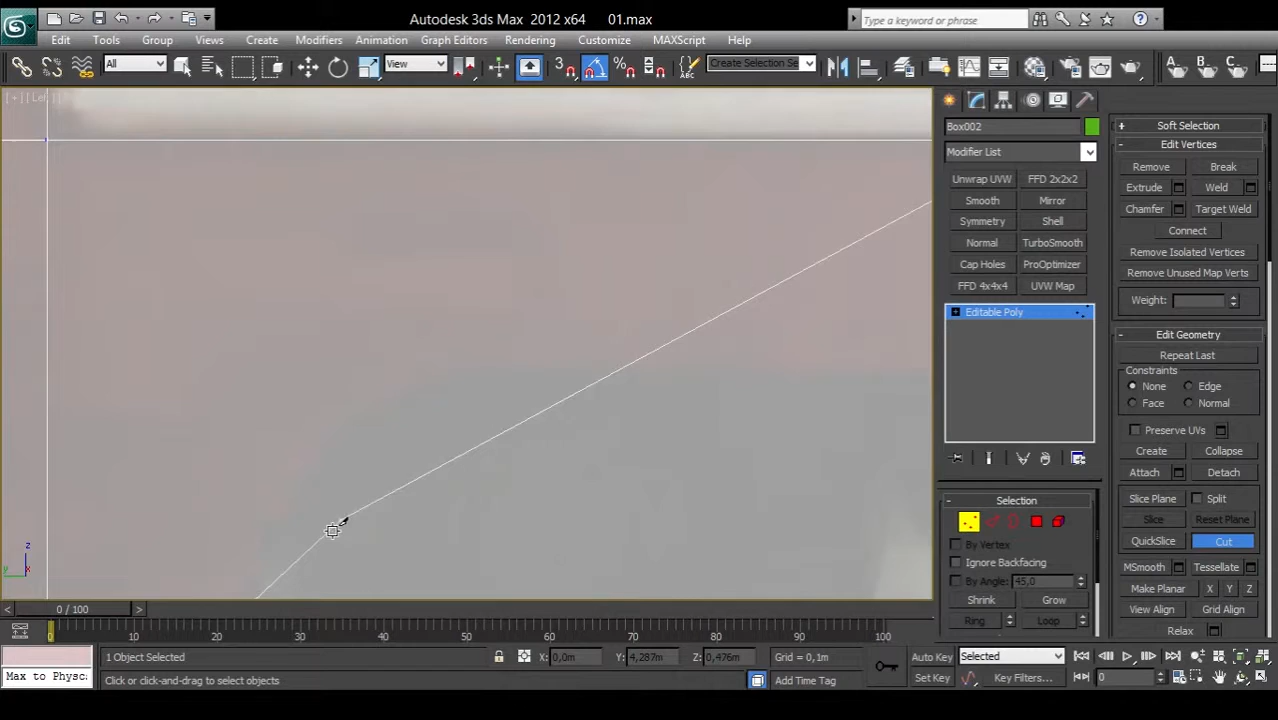 Autodesk 3ds Max 2012 x64 01.max
Type a keyword or phrase
Edit Tools Group Views Create Modifiers Animation Graph Editors Rendering Customize MAXScript Help
All View 3 Create Selection Se A B C
Box002
Modifier List
Unwrap UVW FFD 2x2x2
Smooth Mirror
Symmetry Shell
Normal TurboSmooth
Cap Holes ProOptimizer
FFD 4x4x4 UVW Map
Editable Poly
Selection
By Vertex
Ignore Backfacing
By Angle: 45,0
Shrink Grow
Ring Loop
Soft Selection
Edit Vertices
Remove Break
Extrude Weld
Chamfer Target Weld
Connect
Remove Isolated Vertices
Remove Unused Map Verts
Weight:
Edit Geometry
Repeat Last
Constraints
None Edge
Face Normal
Preserve UVs
Create Collapse
Attach Detach
Slice Plane Split
Slice Reset Plane
QuickSlice Cut
MSmooth Tessellate
Make Planar X Y Z
View Align Grid Align
Relax
z
y x
0 / 100
0 10 20 30 40 50 60 70 80 90 100
1 Object Selected X: 0,0m Y: 4,287m Z: 0,476m Grid = 0,1m Auto Key Selected
Max to Physc Click or click-and-drag to select objects Add Time Tag Set Key Key Filters... 0